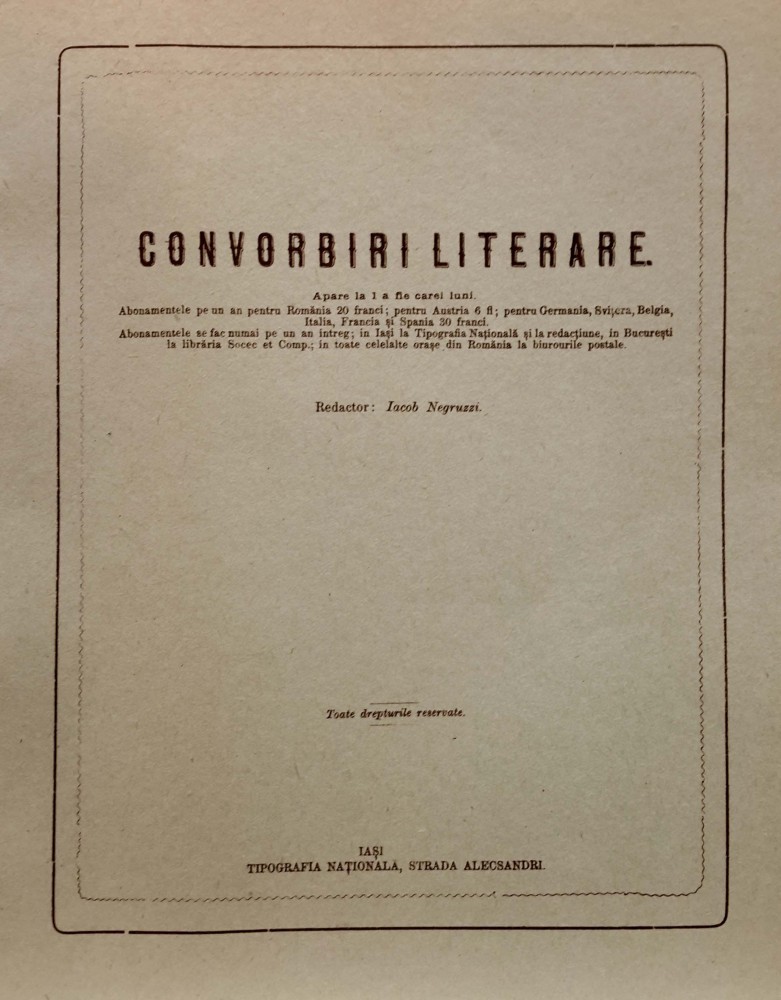 CONVORBIRI LITERARE.
Apare la 1 a fie carei luni.
Abonamentele pe un an pentru România 20 franci; pentru Austria 6 fl; pentru Germania, Svițera, Belgia,
Italia, Francia și Spania 30 franci.
Abonamentele se fac numai pe un an intreg; in Iași la Tipografia Națională și la redacțiune, in București
la librăria Socec et Comp.; in toate celelalte orașe din România la biurourile postale.
Redactor: Iacob Negruzzi.
Toate drepturile reservate.
IAȘI
TIPOGRAFIA NAȚIONALĂ, STRADA ALECSANDRI.